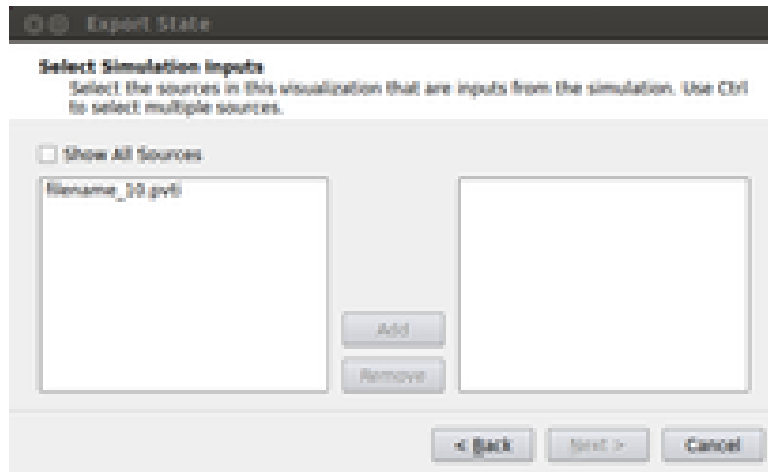 Export State
Select Simulation Inputs
Select the sources in this visualization that are inputs from the simulation. Use Ctrl
to select multiple sources.
Show All Sources
filename_10.pvti
Add
Remove
< Back
Next >
Cancel